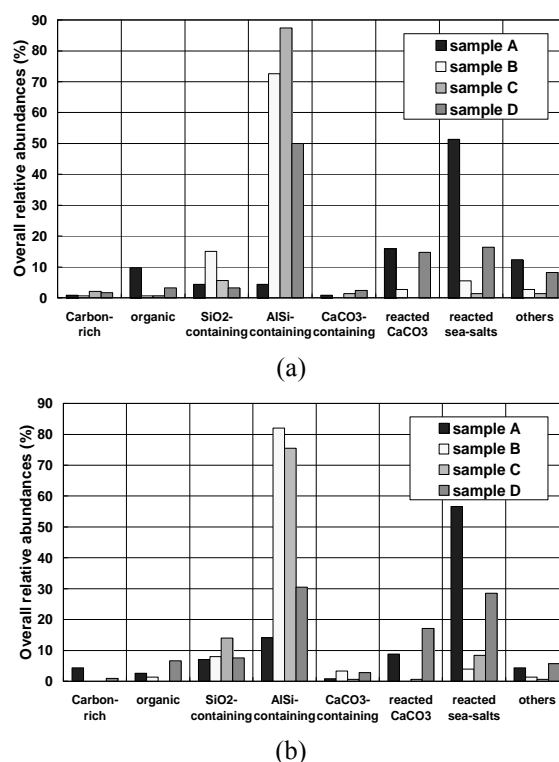 Overall relative abundances (%)
90
80
70
60
50
40
30
20
10
0
sample A
sample B
sample C
sample D
Carbon-
rich
organic
SiO2-
containing
AlSi-
containing
CaCO3-
containing
reacted
CaCO3
reacted
sea-salts
others
(a)
Overall relative abundances (%)
90
80
70
60
50
40
30
20
10
0
sample A
sample B
sample C
sample D
Carbon-
rich
organic
SiO2-
containing
AlSi-
containing
CaCO3-
containing
reacted
CaCO3
reacted
sea-salts
others
(b)